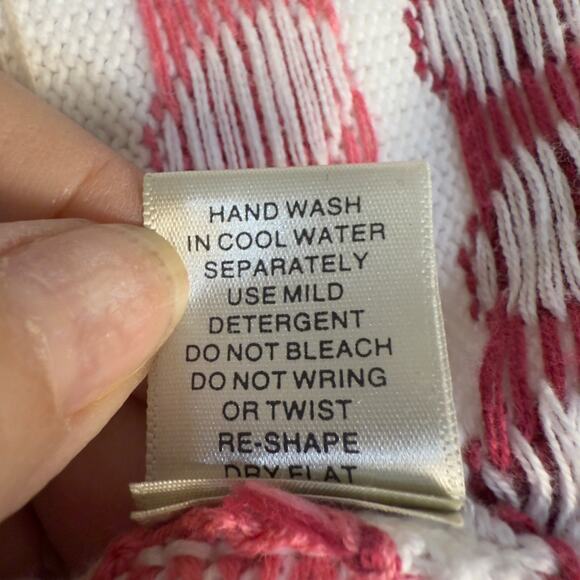 HAND WASH
IN COOL WATER
SEPARATELY
USE MILD
DETERGENT
DO NOT BLEACH
DO NOT WRING
OR TWIST
RE-SHAPE
DRY FLAT